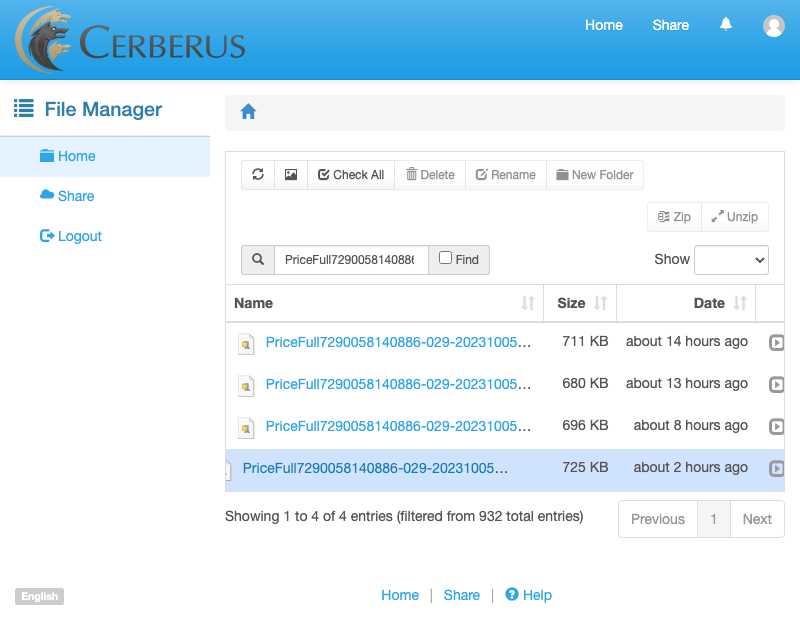 CERBERUS
Home Share
File Manager
Home
Share
Logout
Check All Delete Rename New Folder
Zip Unzip
PriceFull7290058140886 Find Show
Name Size Date
PriceFull7290058140886-029-20231005… 711 KB about 14 hours ago
PriceFull7290058140886-029-20231005… 680 KB about 13 hours ago
PriceFull7290058140886-029-20231005… 696 KB about 8 hours ago
PriceFull7290058140886-029-20231005… 725 KB about 2 hours ago
Showing 1 to 4 of 4 entries (filtered from 932 total entries) Previous 1 Next
English Home | Share | Help